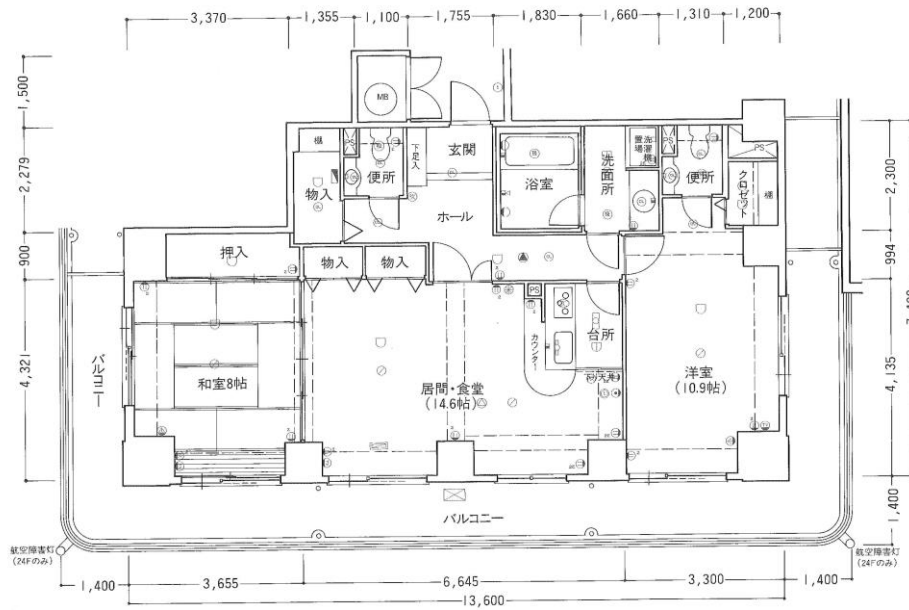 3,370
1,355
1,100
1,755
1,830
1,660
1,310
1,200
1,500
2,279
900
4,321
2,300
994
4,135
1,400
MB
PS
棚
物入
便所
下足入
玄関
浴室
洗面所
洗濯機置場
PS
便所
PS
クロゼット
棚
ホール
押入
物入
物入
PS
カウンター
台所
和室8帖
居間・食堂
(14.6帖)
洋室
(10.9帖)
バルコニー
バルコニー
航空障害灯
(24Fのみ)
航空障害灯
(24Fのみ)
1,400
3,655
6,645
3,300
1,400
13,600